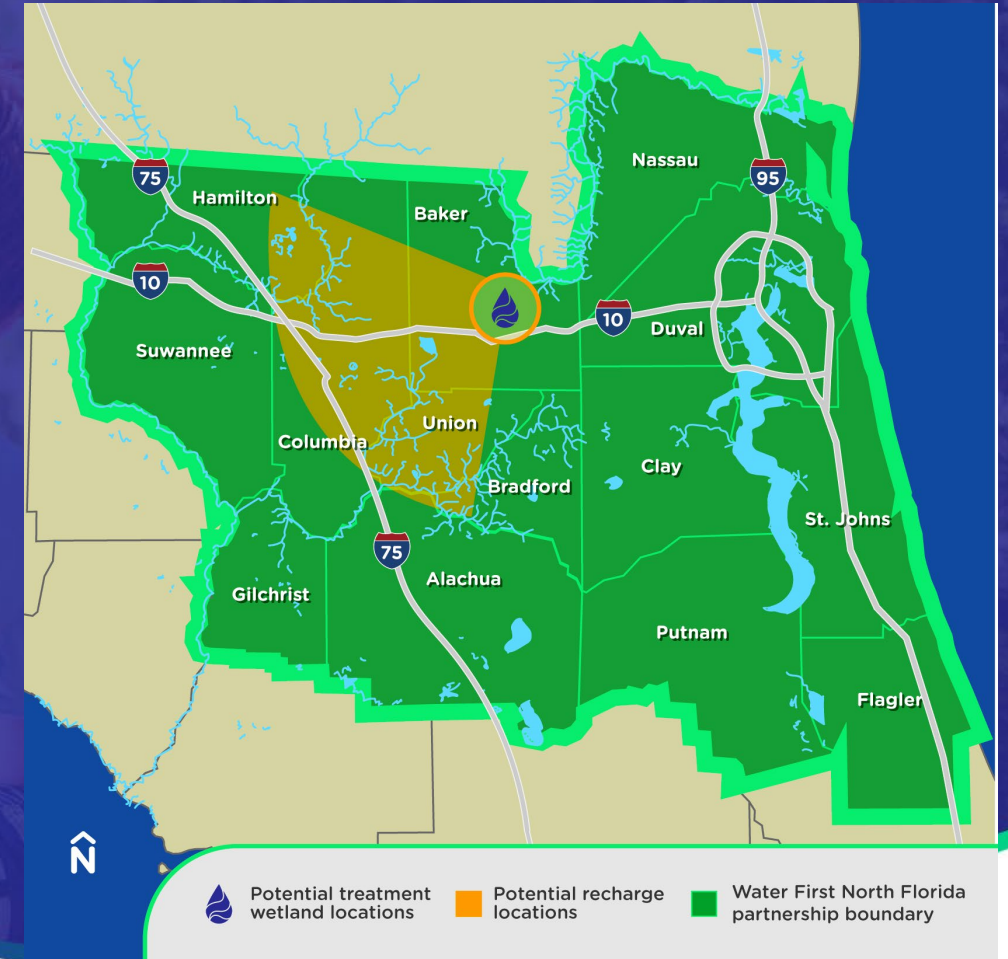 Nassau
75
95
Hamilton
Baker
10
10
Duval
Suwannee
Union
Columbia
Clay
Bradford
St. Johns
75
Alachua
Gilchrist
Putnam
Flagler
N
Potential treatment
wetland locations
Potential recharge
locations
Water First North Florida
partnership boundary